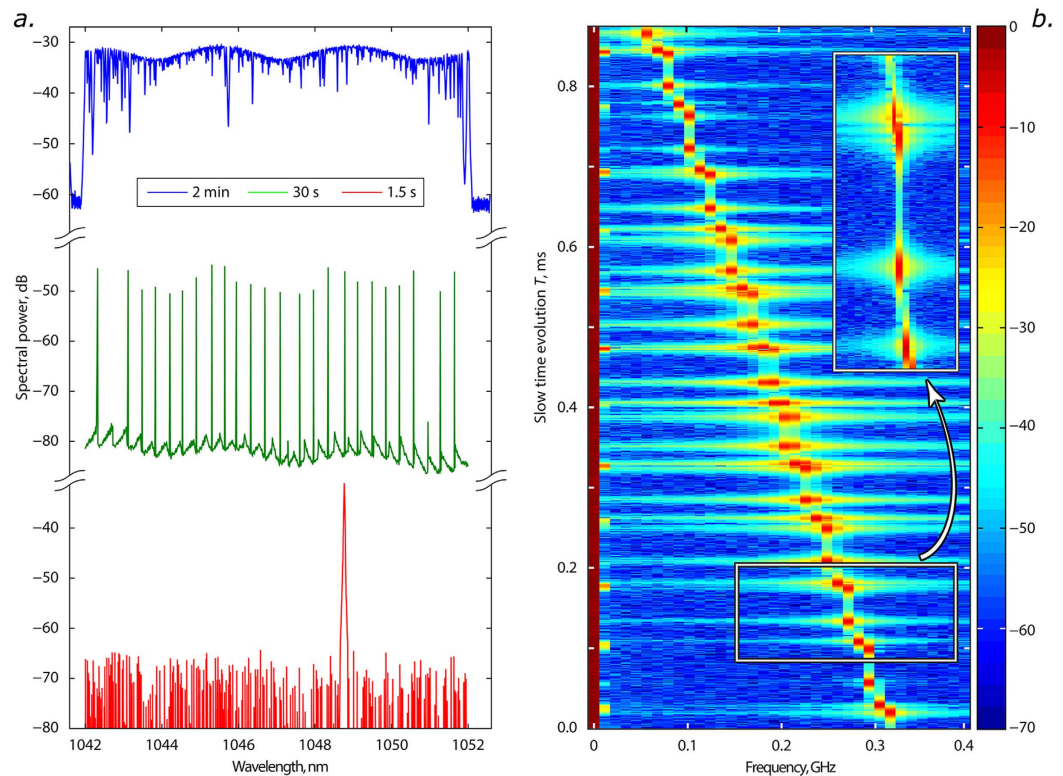 a.
−30
−40
−50
−60
2 min 30 s 1.5 s
−50
−60
−70
−80
−40
−50
−60
−70
−80
Spectral power, dB
1042 1044 1046 1048 1050 1052
Wavelength, nm
b.
0.8
0.6
0.4
0.2
0.0
Slow time evolution T, ms
0 0.1 0.2 0.3 0.4
Frequency, GHz
0
−10
−20
−30
−40
−50
−60
−70